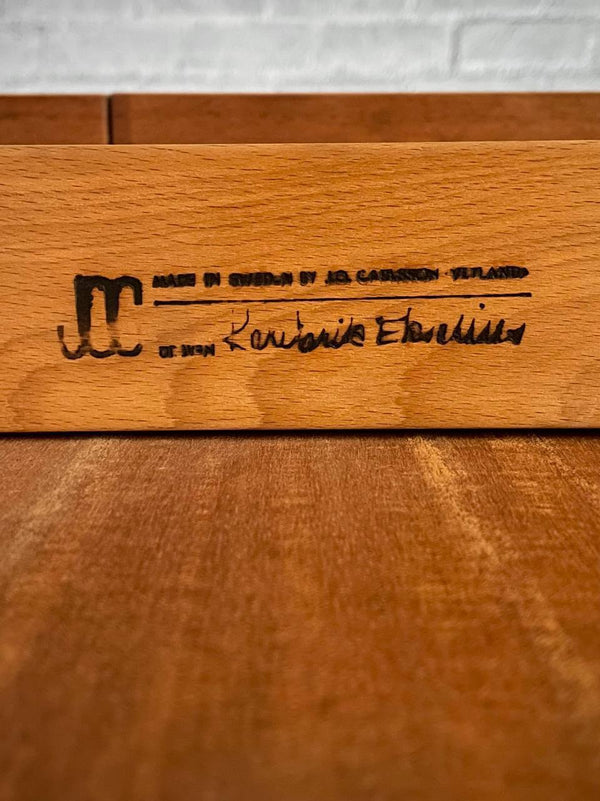 MADE IN SWEDEN BY J.O. CARLSSON · VETLANDA
DESIGN Karl Erik Ekselius